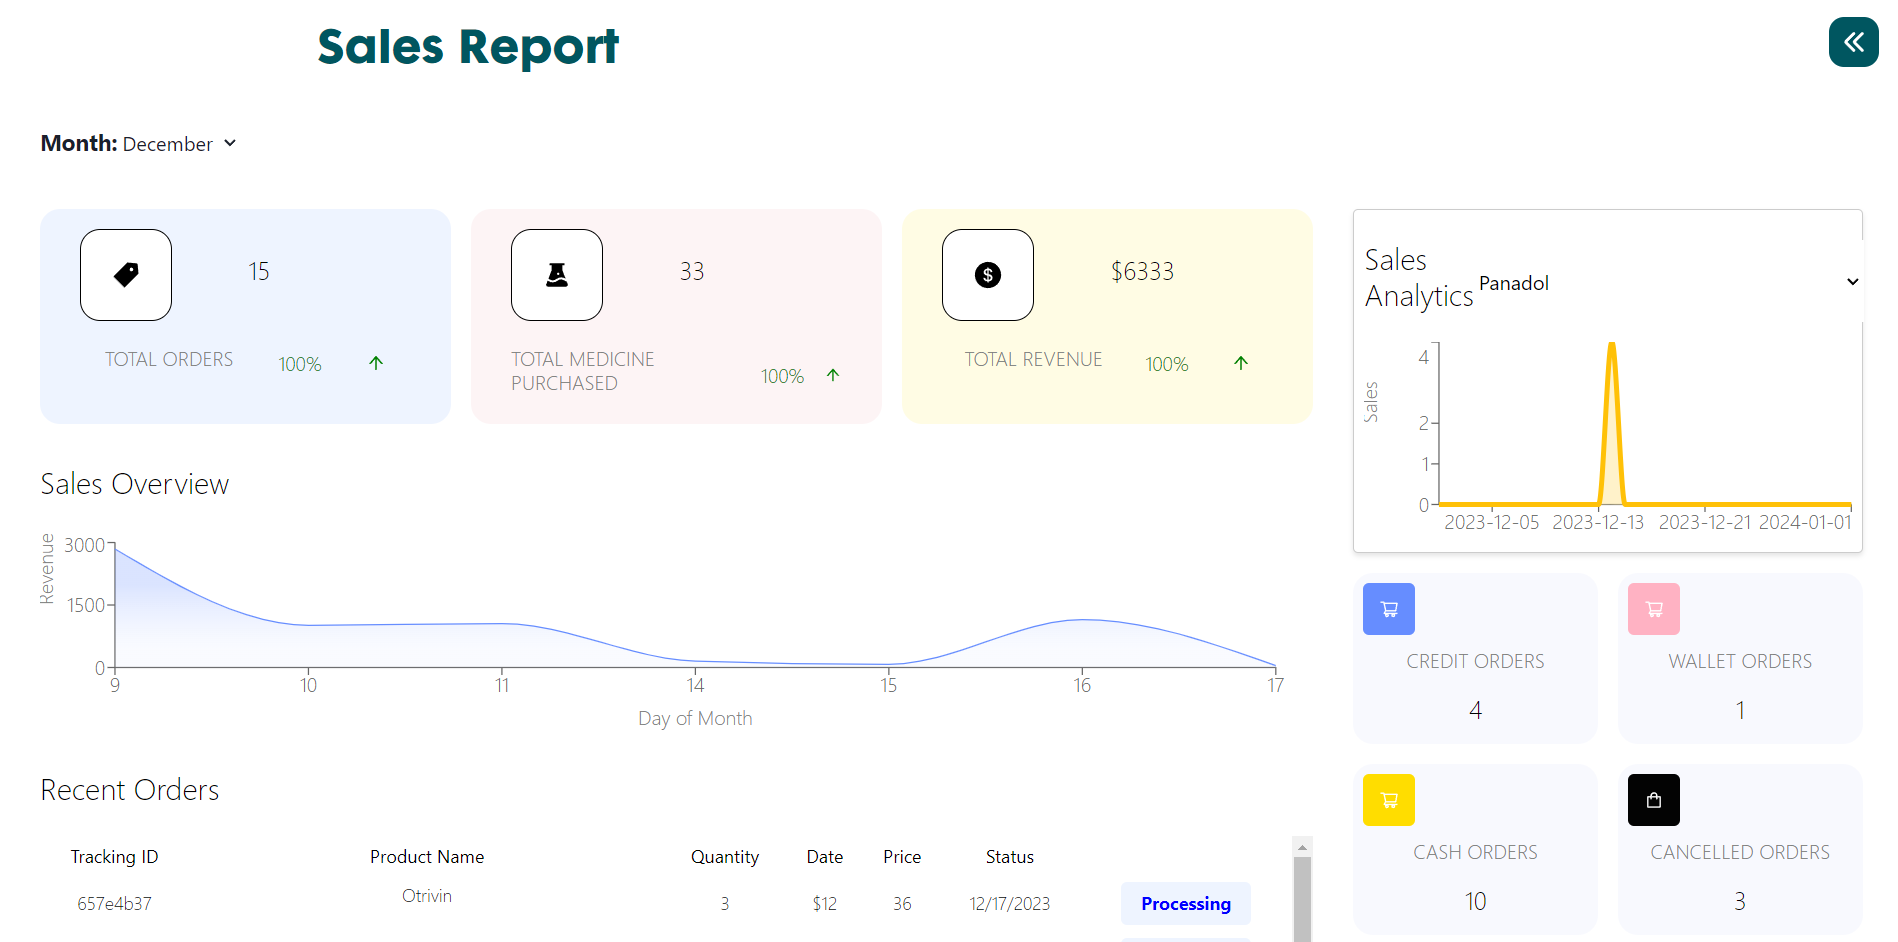 Sales Report
Month: December
15
TOTAL ORDERS 100%
33
TOTAL MEDICINE
PURCHASED
100%
$6333
TOTAL REVENUE 100%
Sales
Analytics
Panadol
Sales
4
2
1
0
2023-12-05 2023-12-13 2023-12-21 2024-01-01
Sales Overview
Revenue
3000
1500
0
9 10 11 14 15 16 17
Day of Month
CREDIT ORDERS
4
WALLET ORDERS
1
CASH ORDERS
10
CANCELLED ORDERS
3
Recent Orders
Tracking ID Product Name Quantity Date Price Status
657e4b37 Otrivin 3 $12 36 12/17/2023 Processing